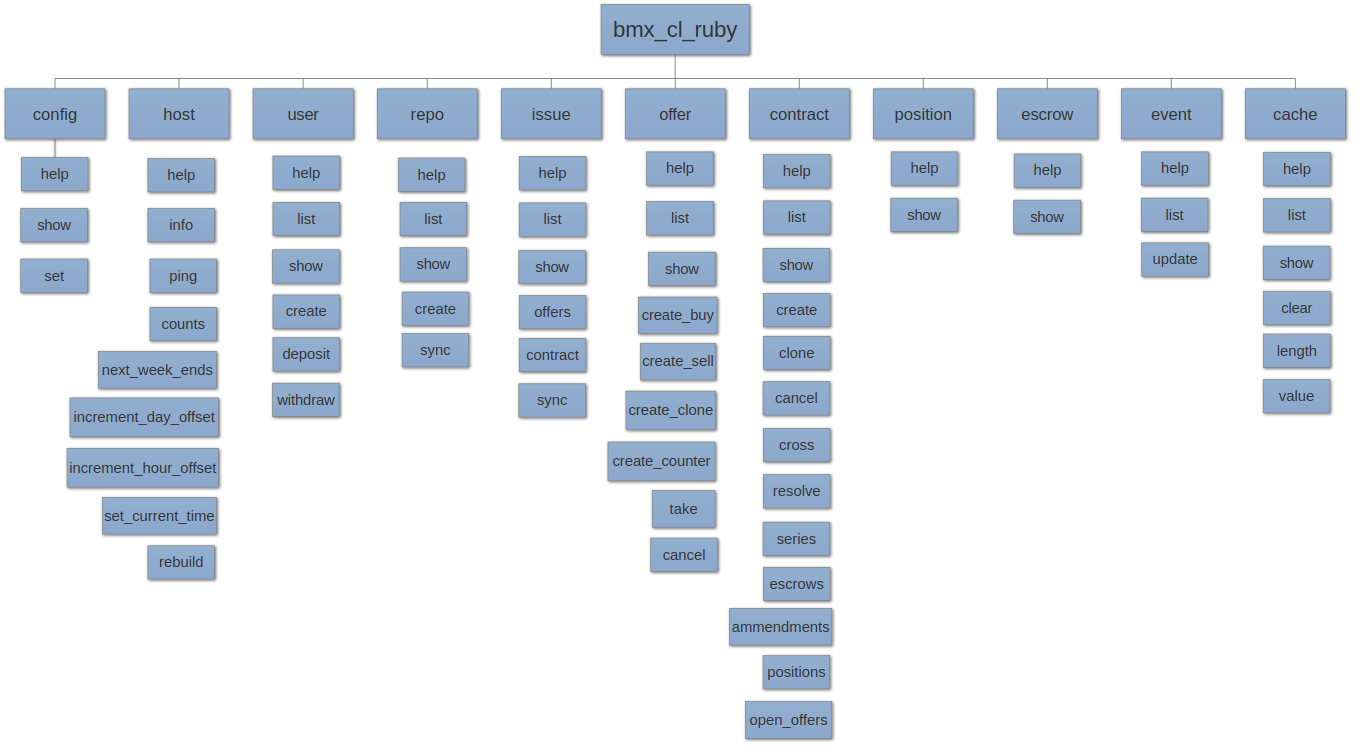 bmx_cl_ruby
config
host
user
repo
issue
offer
contract
position
escrow
event
cache
help
show
set
help
info
ping
counts
next_week_ends
increment_day_offset
increment_hour_offset
set_current_time
rebuild
help
list
show
create
deposit
withdraw
help
list
show
create
sync
help
list
show
offers
contract
sync
help
list
show
create_buy
create_sell
create_clone
create_counter
take
cancel
help
list
show
create
clone
cancel
cross
resolve
series
escrows
ammendments
positions
open_offers
help
show
help
show
help
list
update
help
list
show
clear
length
value